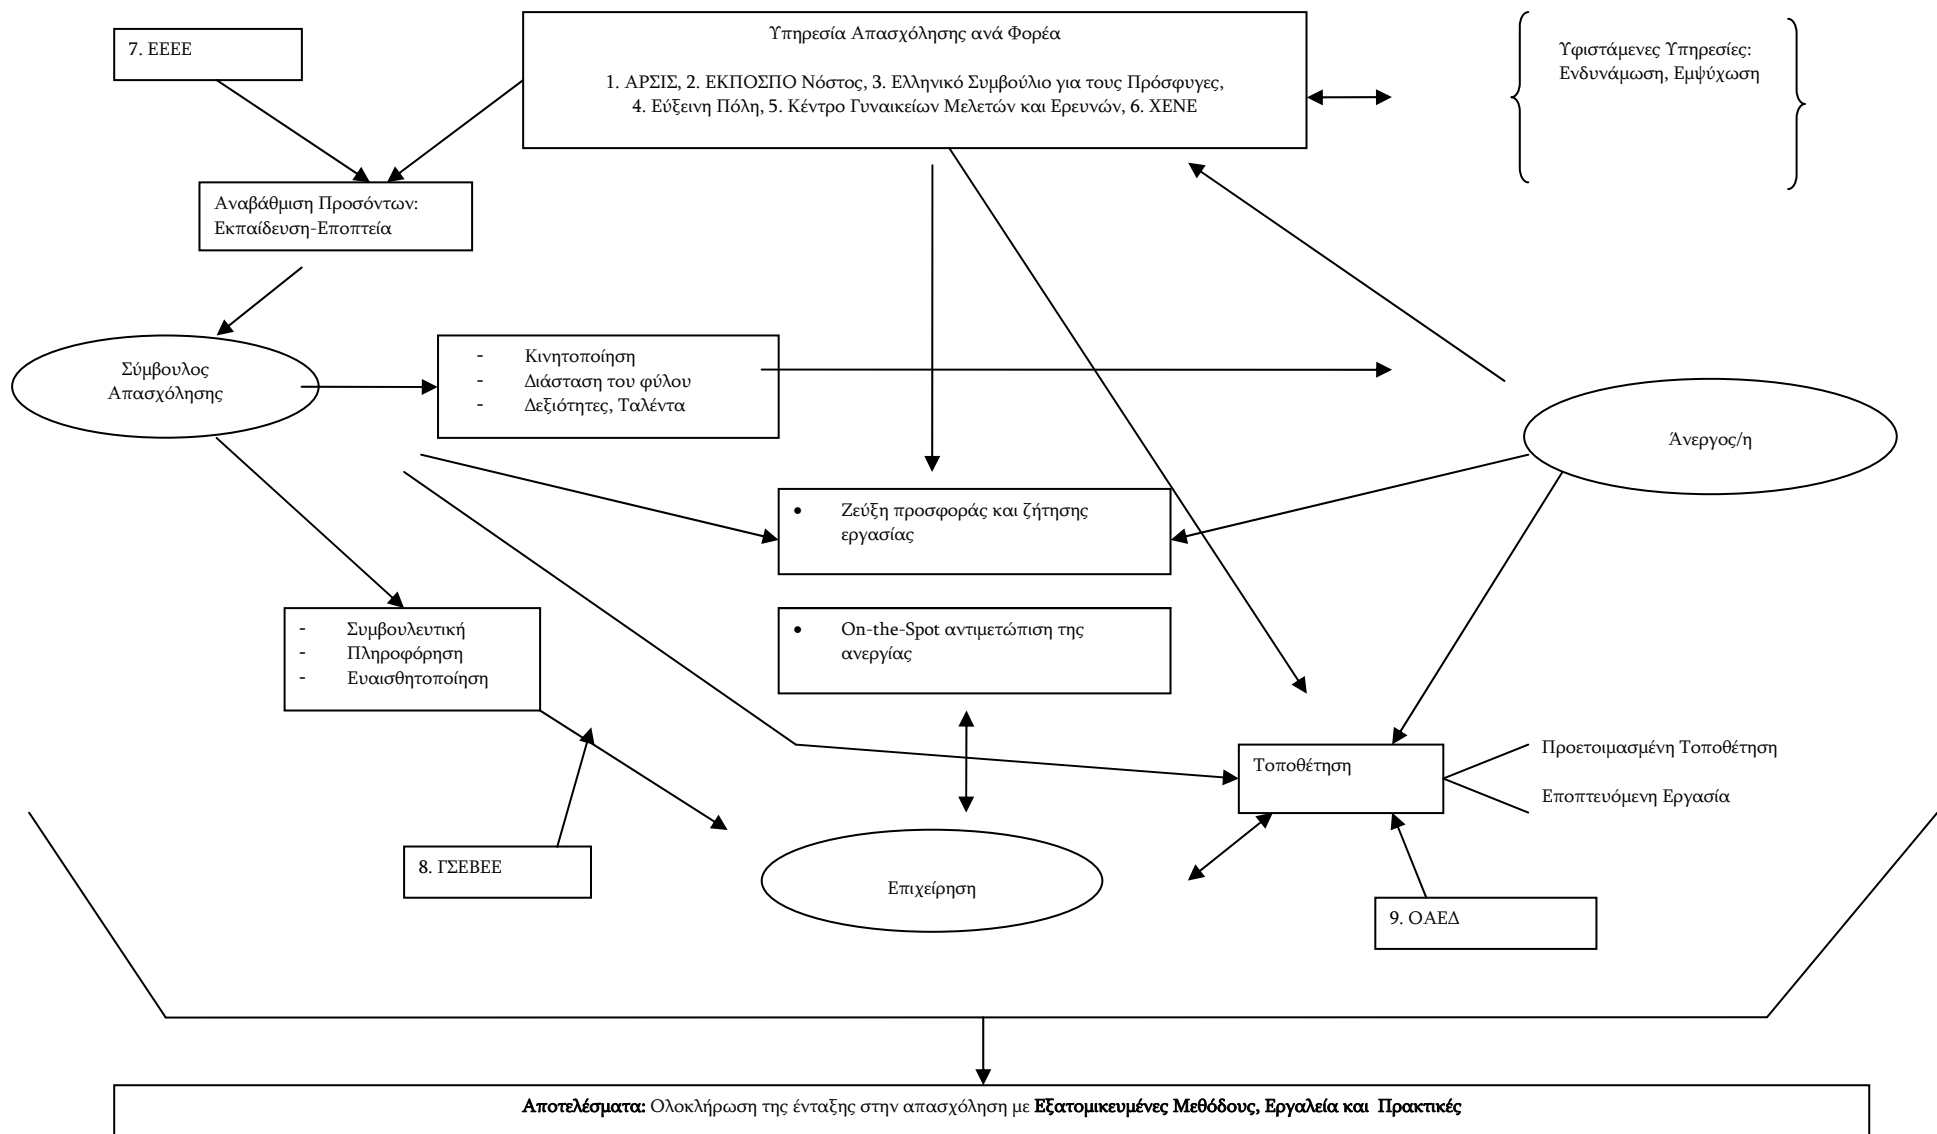 7. ΕΕΕΕ
Υπηρεσία Απασχόλησης ανά Φορέα
1. ΑΡΣΙΣ, 2. ΕΚΠΟΣΠΟ Νόστος, 3. Ελληνικό Συμβούλιο για τους Πρόσφυγες,
4. Εύξεινη Πόλη, 5. Κέντρο Γυναικείων Μελετών και Ερευνών, 6. ΧΕΝΕ
Υφιστάμενες Υπηρεσίες:
Ενδυνάμωση, Εμψύχωση
Αναβάθμιση Προσόντων:
Εκπαίδευση-Εποπτεία
Σύμβουλος
Απασχόλησης
- Κινητοποίηση
- Διάσταση του φύλου
- Δεξιότητες, Ταλέντα
Άνεργος/η
• Ζεύξη προσφοράς και ζήτησης
εργασίας
- Συμβουλευτική
- Πληροφόρηση
- Ευαισθητοποίηση
• On-the-Spot αντιμετώπιση της
ανεργίας
Τοποθέτηση
Προετοιμασμένη Τοποθέτηση
Εποπτευόμενη Εργασία
8. ΓΣΕΒΕΕ
Επιχείρηση
9. ΟΑΕΔ
Αποτελέσματα: Ολοκλήρωση της ένταξης στην απασχόληση με Εξατομικευμένες Μεθόδους, Εργαλεία και Πρακτικές